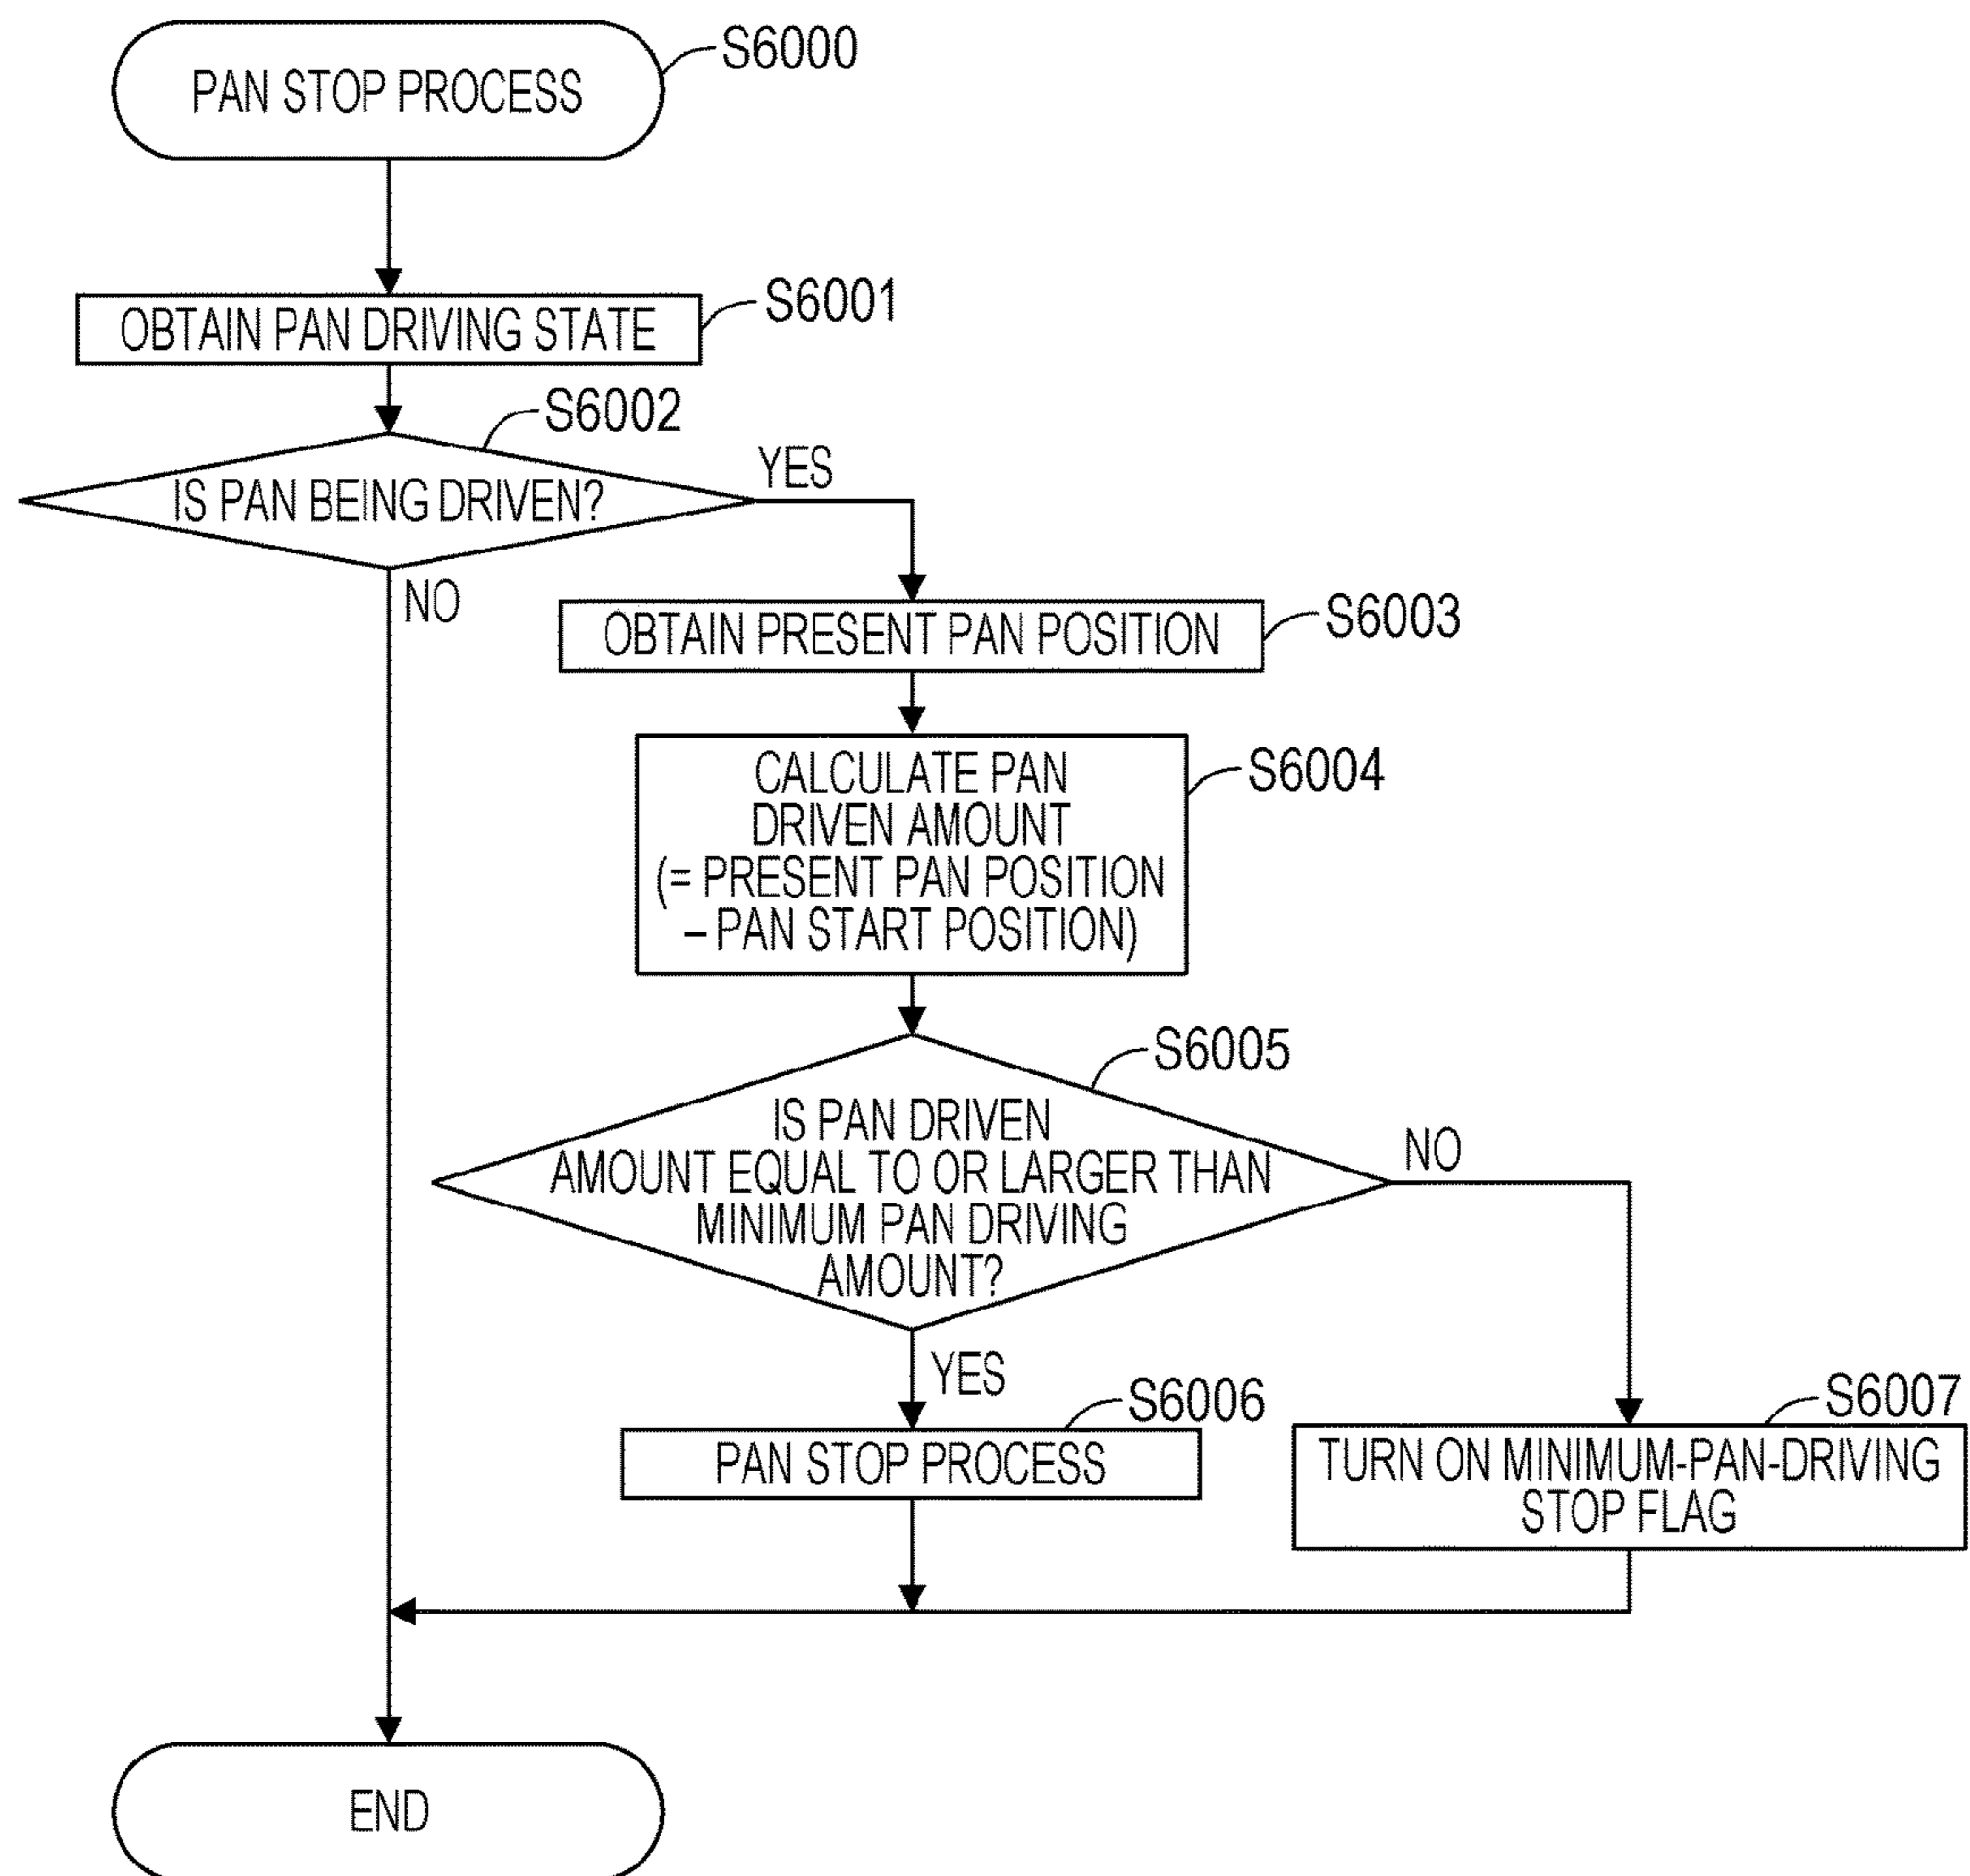 PAN STOP PROCESS
S6000
OBTAIN PAN DRIVING STATE
S6001
S6002
IS PAN BEING DRIVEN?
YES
NO
OBTAIN PRESENT PAN POSITION
S6003
CALCULATE PAN
DRIVEN AMOUNT
(= PRESENT PAN POSITION
– PAN START POSITION)
S6004
S6005
IS PAN DRIVEN
AMOUNT EQUAL TO OR LARGER THAN
MINIMUM PAN DRIVING
AMOUNT?
NO
YES
S6006
PAN STOP PROCESS
S6007
TURN ON MINIMUM-PAN-DRIVING
STOP FLAG
END